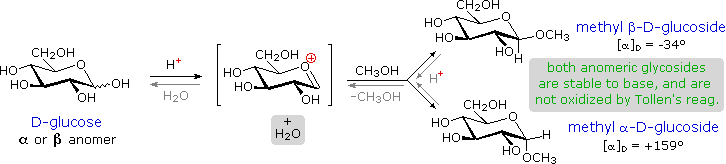 CH₂OH
HO
HO
OH
OH
D-glucose
α or β anomer
H⁺
H₂O
CH₂OH
HO
HO
O
⊕
OH
+
H₂O
CH₃OH
−CH₃OH
H⁺
CH₂OH
HO
HO
O
OCH₃
OH
H
methyl β-D-glucoside
[α]D = -34º
both anomeric glycosides
are stable to base, and are
not oxidized by Tollen's reag.
CH₂OH
HO
HO
O
H
HO
OCH₃
methyl α-D-glucoside
[α]D = +159º